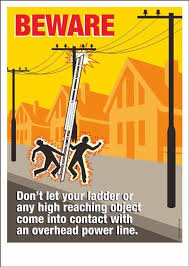 BEWARE
Don't let your ladder or
any high reaching object
come into contact with
an overhead power line.